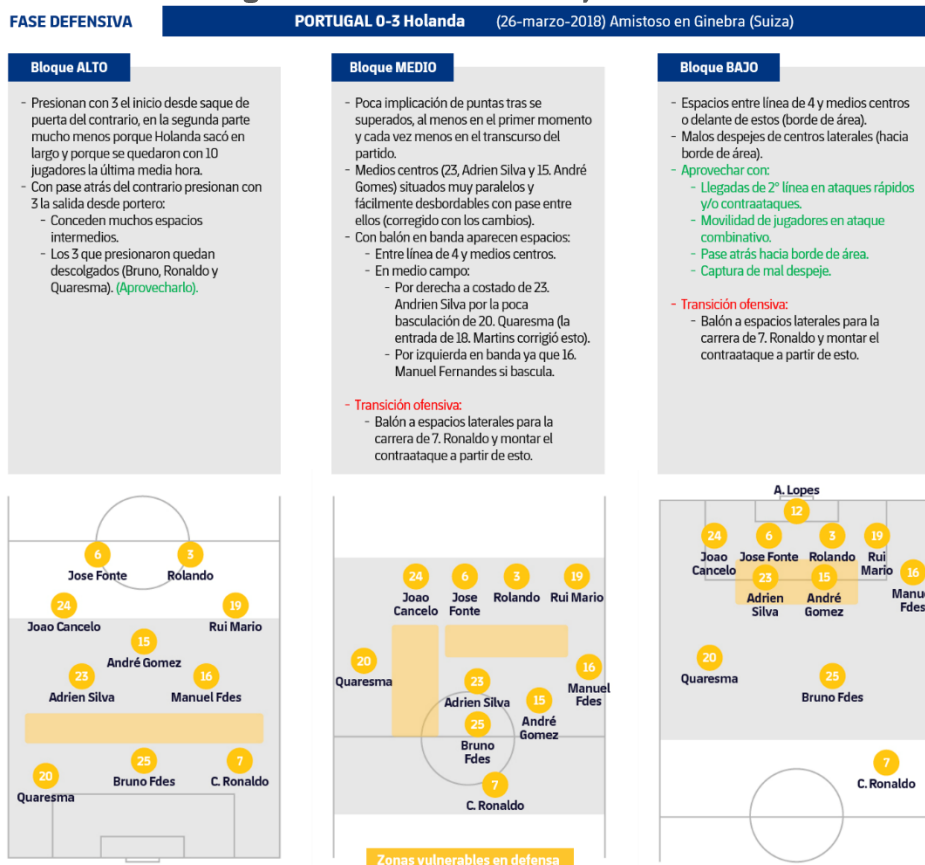 FASE DEFENSIVA
PORTUGAL 0-3 Holanda (26-marzo-2018) Amistoso en Ginebra (Suiza)
Bloque ALTO
- Presionan con 3 el inicio desde saque de
puerta del contrario, en la segunda parte
mucho menos porque Holanda sacó en
largo y porque se quedaron con 10
jugadores la última media hora.
- Con pase atrás del contrario presionan con
3 la salida desde portero:
- Conceden muchos espacios
intermedios.
- Los 3 que presionaron quedan
descolgados (Bruno, Ronaldo y
Quaresma). (Aprovecharlo).
Bloque MEDIO
- Poca implicación de puntas tras se
superados, al menos en el primer momento
y cada vez menos en el transcurso del
partido.
- Medios centros (23, Adrien Silva y 15. André
Gomes) situados muy paralelos y
fácilmente desbordables con pase entre
ellos (corregido con los cambios).
- Con balón en banda aparecen espacios:
- Entre línea de 4 y medios centros.
- En medio campo:
- Por derecha a costado de 23.
Andrien Silva por la poca
basculación de 20. Quaresma (la
entrada de 18. Martins corrigió esto).
- Por izquierda en banda ya que 16.
Manuel Fernandes si bascula.
- Transición ofensiva:
- Balón a espacios laterales para la
carrera de 7. Ronaldo y montar el
contraataque a partir de esto.
Bloque BAJO
- Espacios entre línea de 4 y medios centros
o delante de estos (borde de área).
- Malos despejes de centros laterales (hacia
borde de área).
- Aprovechar con:
- Llegadas de 2º línea en ataques rápidos
y/o contraataques.
- Movilidad de jugadores en ataque
combinativo.
- Pase atrás hacia borde de área.
- Captura de mal despeje.
- Transición ofensiva:
- Balón a espacios laterales para la
carrera de 7. Ronaldo y montar el
contraataque a partir de esto.
6
Jose Fonte
3
Rolando
24
Joao Cancelo
19
Rui Mario
15
André Gomez
23
Adrien Silva
16
Manuel Fdes
20
Quaresma
25
Bruno Fdes
7
C. Ronaldo
24
Joao
Cancelo
6
Jose
Fonte
3
Rolando
19
Rui Mario
20
Quaresma
23
Adrien Silva
16
Manuel
Fdes
15
André
Gomez
25
Bruno
Fdes
7
C. Ronaldo
Zonas vulnerables en defensa
A. Lopes
12
24
Joao
Cancelo
6
Jose Fonte
3
Rolando
19
Rui
Mario
23
Adrien
Silva
15
André
Gomez
16
Manu
Fdes
20
Quaresma
25
Bruno Fdes
7
C. Ronaldo